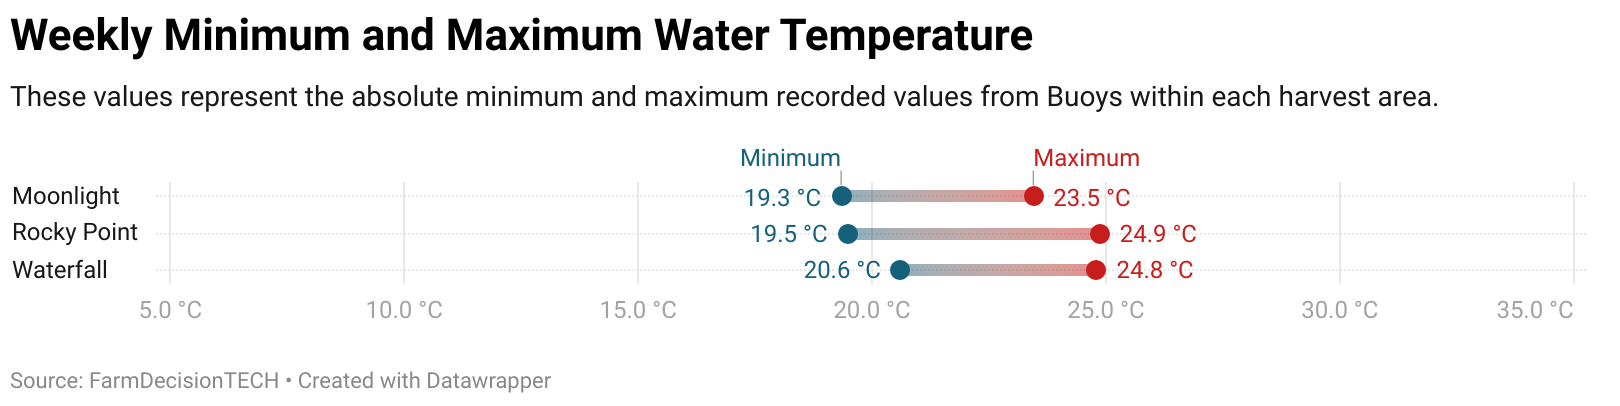 Weekly Minimum and Maximum Water Temperature
These values represent the absolute minimum and maximum recorded values from Buoys within each harvest area.
Minimum Maximum
Moonlight 19.3 °C 23.5 °C
Rocky Point 19.5 °C 24.9 °C
Waterfall 20.6 °C 24.8 °C
5.0 °C 10.0 °C 15.0 °C 20.0 °C 25.0 °C 30.0 °C 35.0 °C
Source: FarmDecisionTECH • Created with Datawrapper